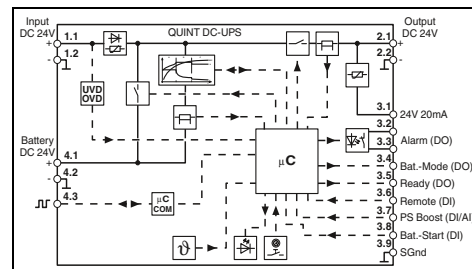 Input
DC 24V
1.1
+
1.2
-
QUINT DC-UPS
Output
DC 24V
2.1
+
2.2
-
UVD
OVD
3.1
24V 20mA
3.2
Alarm (DO)
3.3
Battery
DC 24V
4.1
+
4.2
-
4.3
µC
COM
µC
3.4
Bat.-Mode (DO)
3.5
Ready (DO)
3.6
Remote (DI)
3.7
PS Boost (DI/AI)
3.8
Bat.-Start (DI)
3.9
SGnd
ϑ